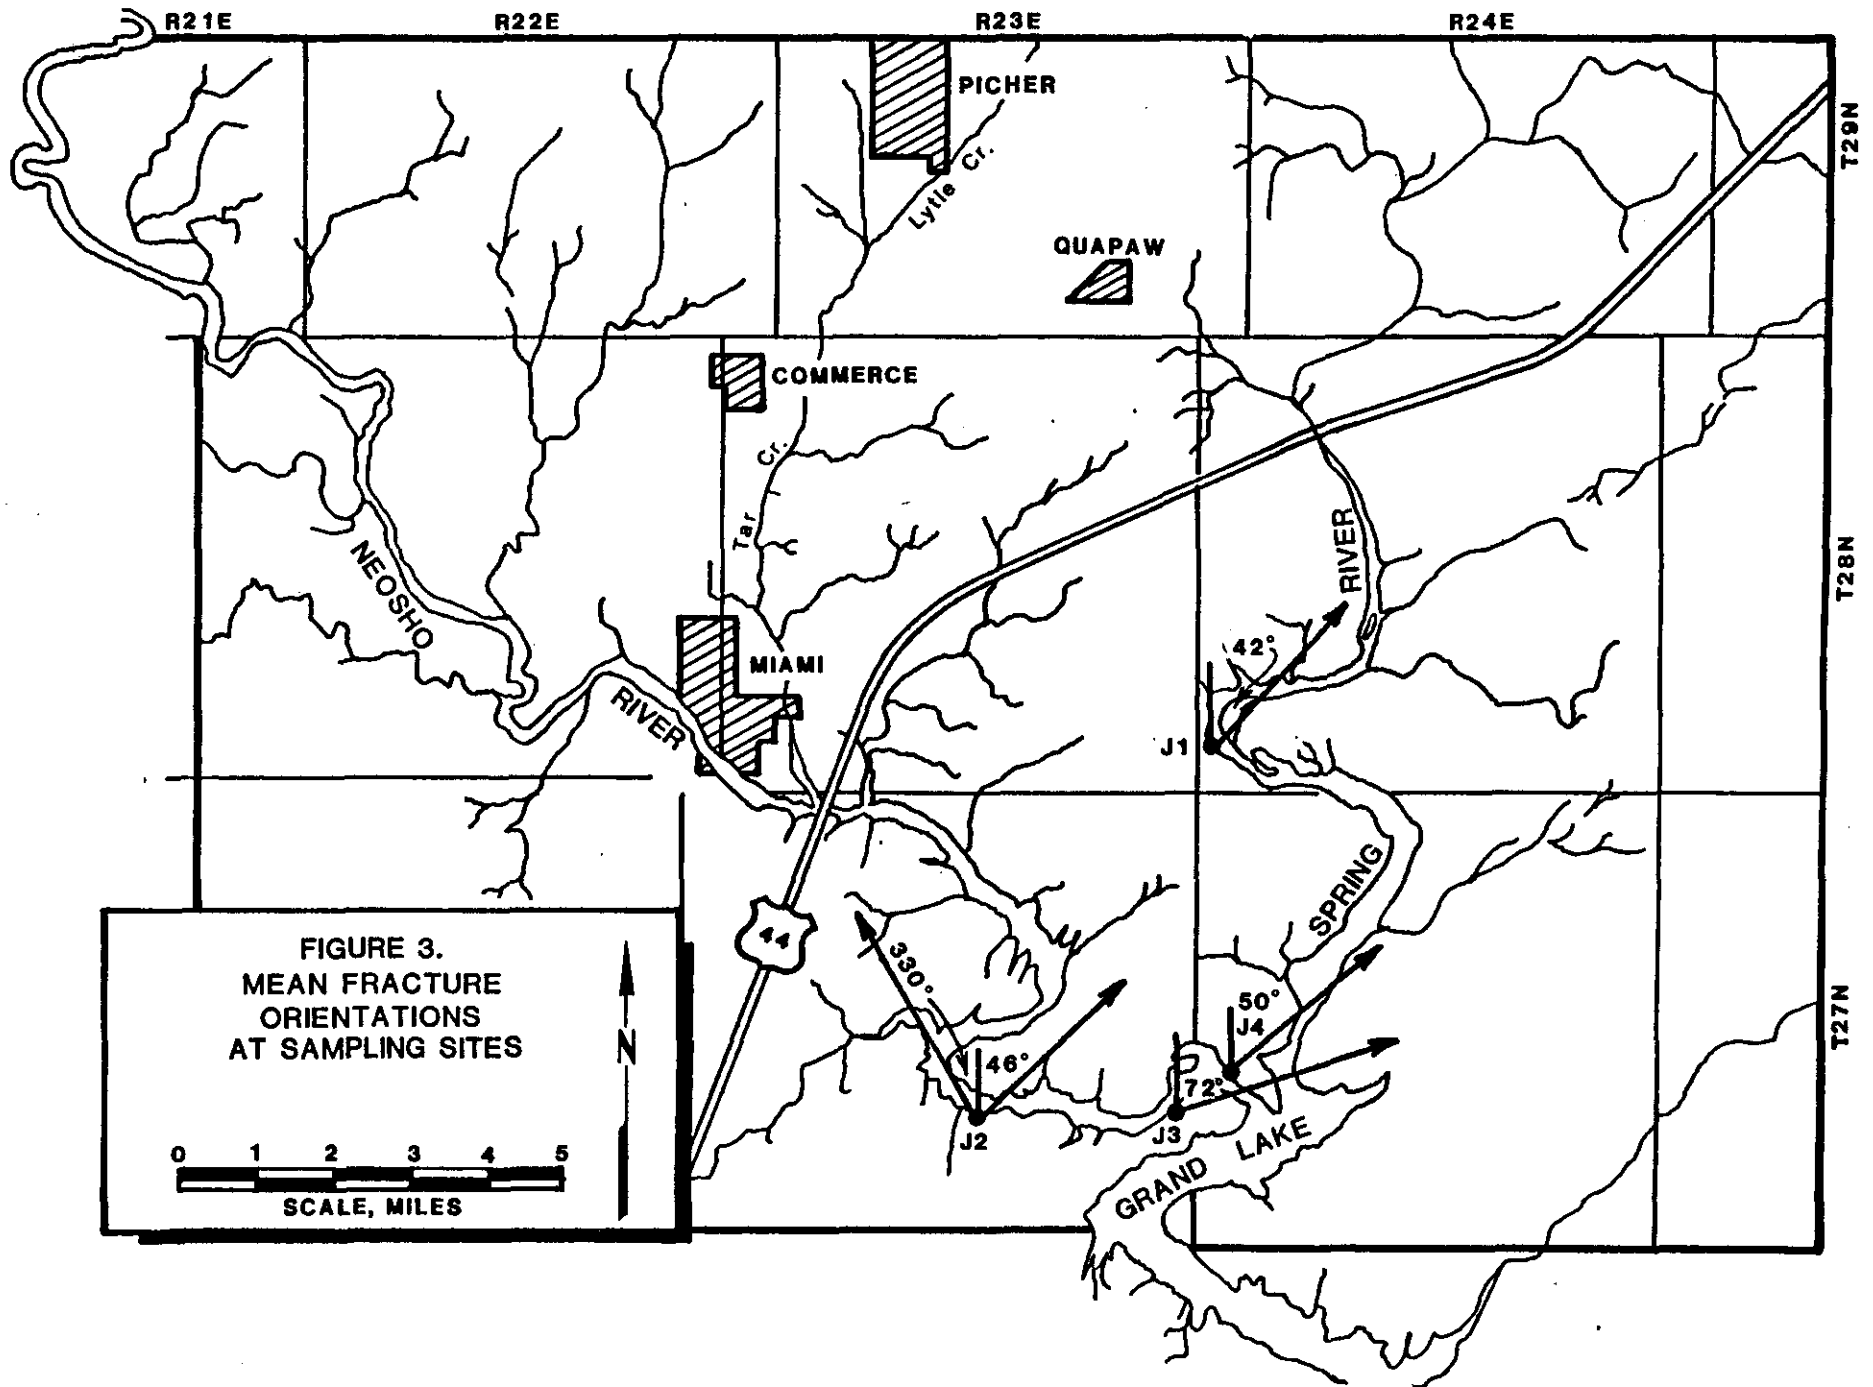 R21E
R22E
R23E
R24E
PICHER
T29N
Lytle Cr.
QUAPAW
COMMERCE
Tar Cr.
NEOSHO
RIVER
T28N
42°
MIAMI
RIVER
J1
SPRING
44
330°
50°
J4
46°
72°
T27N
J2
J3
GRAND LAKE
FIGURE 3.
MEAN FRACTURE
ORIENTATIONS
AT SAMPLING SITES
N
0 1 2 3 4 5
SCALE, MILES